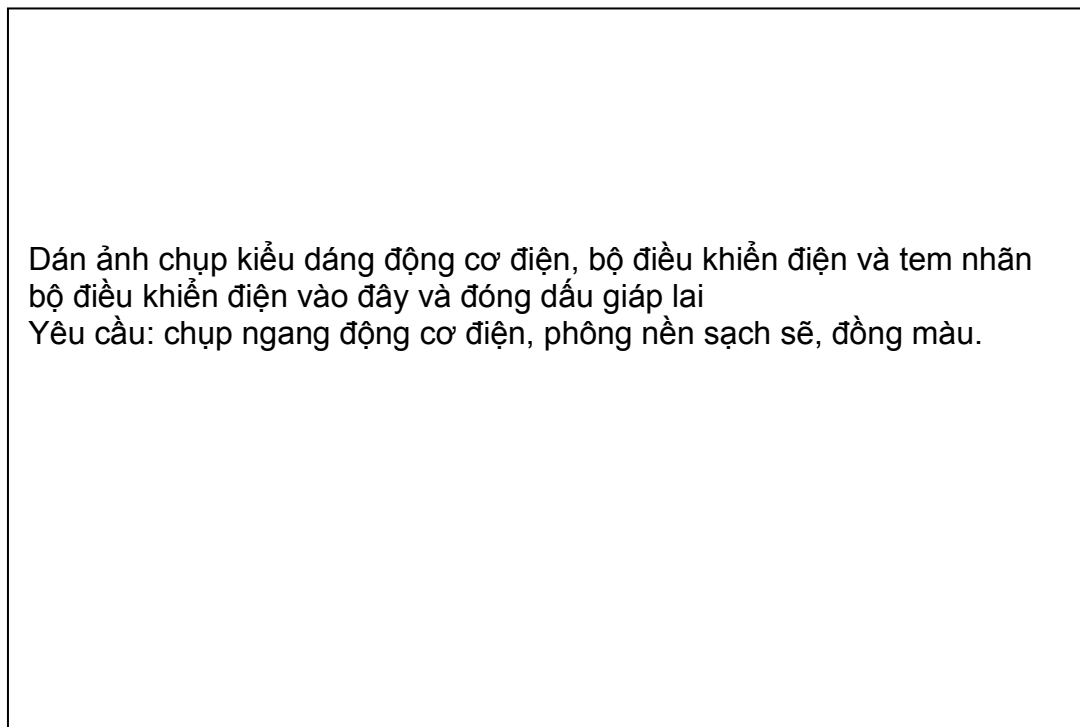 Dán ảnh chụp kiểu dáng động cơ điện, bộ điều khiển điện và tem nhãn
bộ điều khiển điện vào đây và đóng dấu giáp lai
Yêu cầu: chụp ngang động cơ điện, phông nền sạch sẽ, đồng màu.